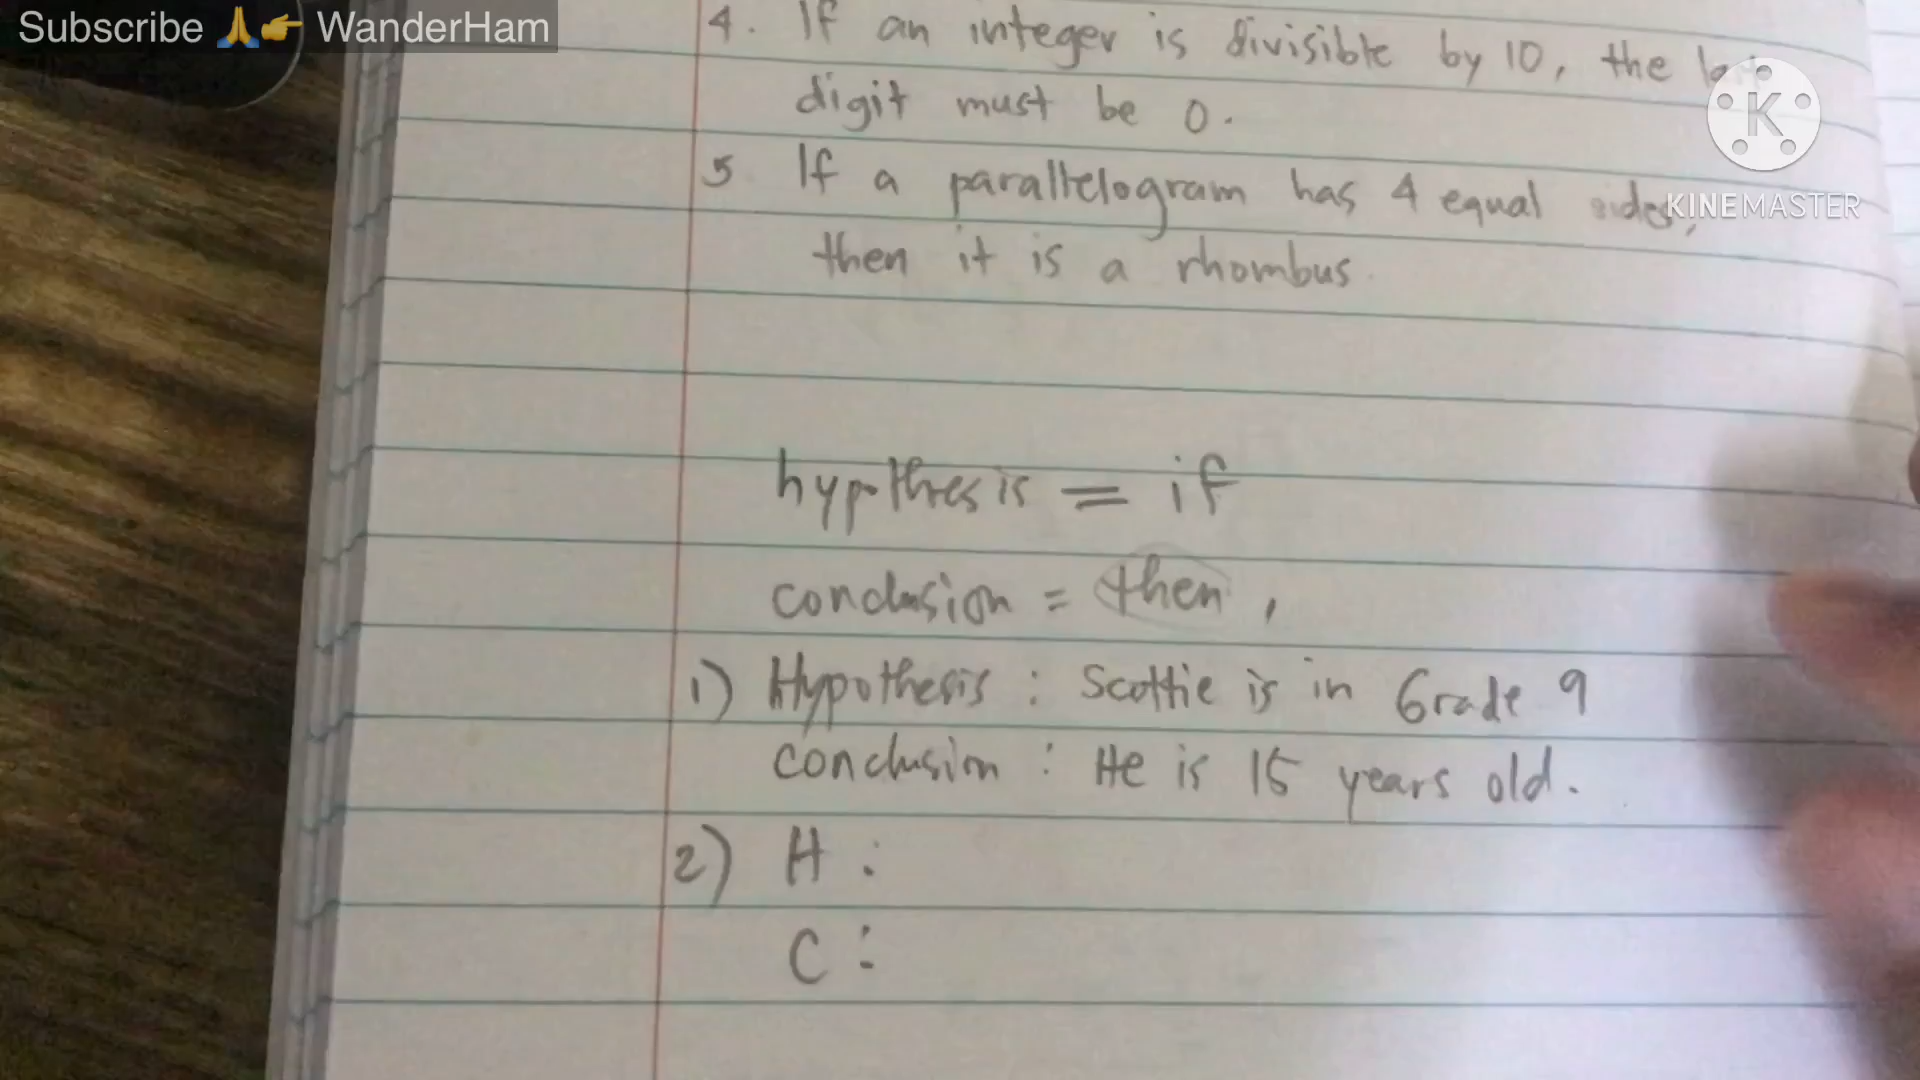 Subscribe 🙏👉 WanderHam
4. If an integer is divisible by 10, the
digit must be 0.
5 If a parallelogram has 4 equal sides,
then it is a rhombus.
K
KINEMASTER
hypothesis = if
conclusion = then ,
1) Hypothesis : Scottie is in Grade 9
conclusion : He is 15 years old.
2) H :
C :